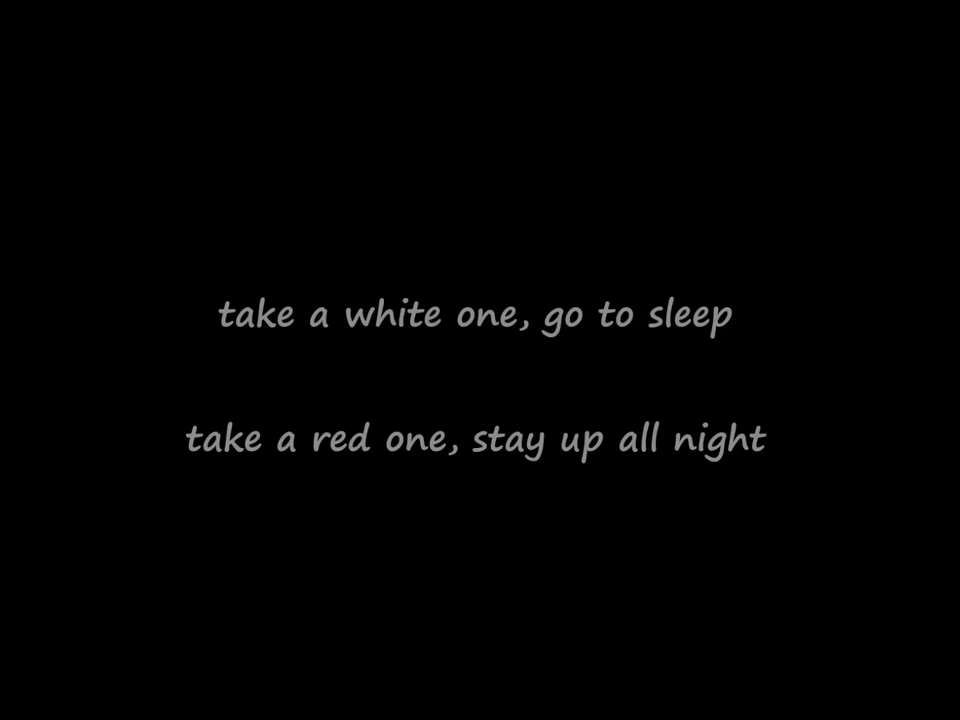 take a white one, go to sleep
take a red one, stay up all night